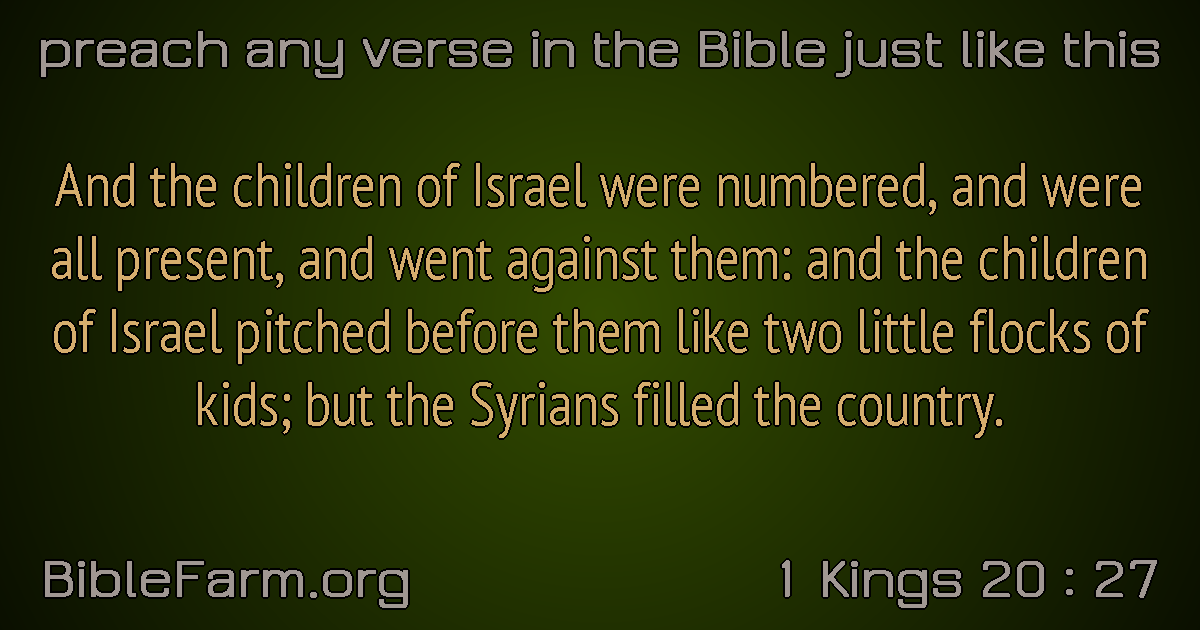 preach any verse in the Bible just like this
And the children of Israel were numbered, and were
all present, and went against them: and the children
of Israel pitched before them like two little flocks of
kids; but the Syrians filled the country.
BibleFarm.org
1 Kings 20 : 27